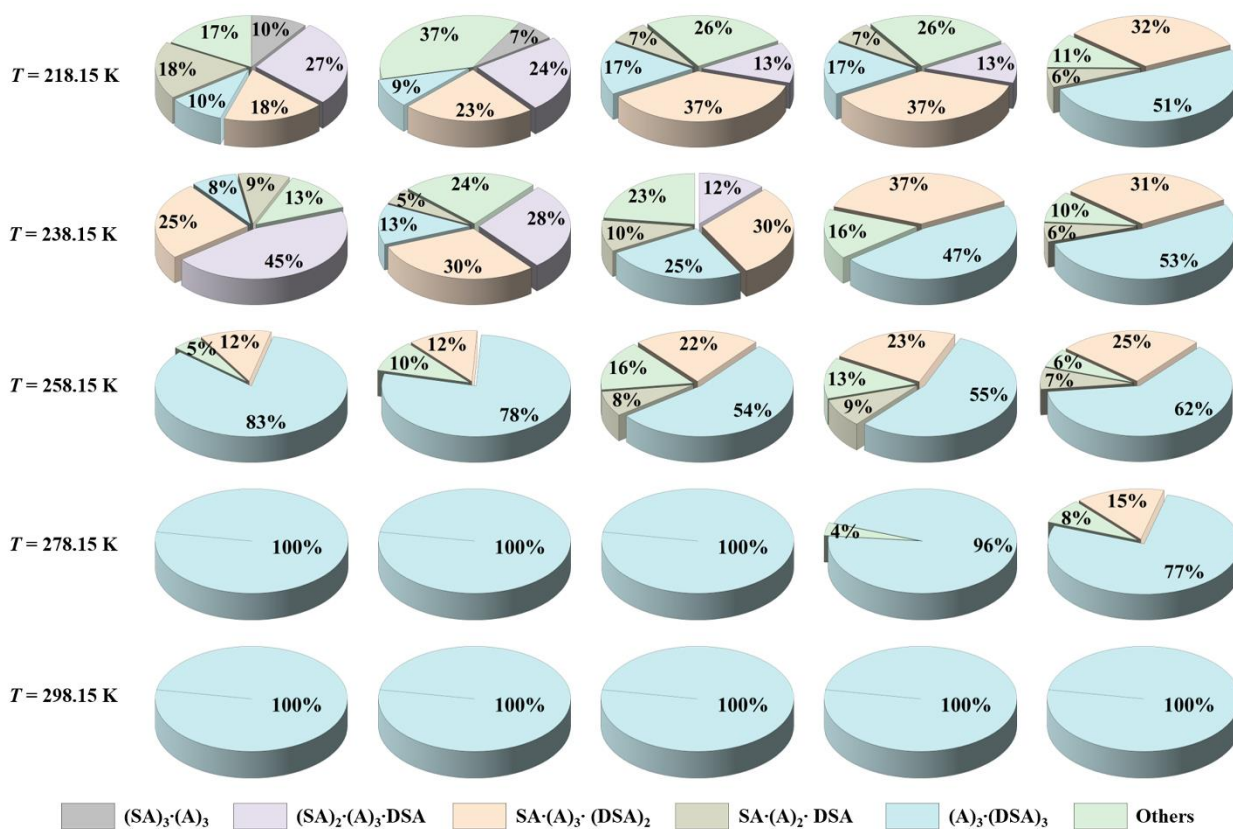 17% 10% 27% 18% 10% 18%
37% 7% 24% 23% 9%
7% 26% 13% 37% 17%
7% 26% 13% 37% 17%
32% 11% 6% 51%
T = 218.15 K
8% 9% 13% 25% 45%
24% 5% 28% 13% 30%
23% 12% 10% 30% 25%
37% 16% 47%
31% 10% 6% 53%
T = 238.15 K
12% 5% 83%
12% 10% 78%
22% 16% 8% 54%
23% 13% 9% 55%
25% 6% 7% 62%
T = 258.15 K
100%
100%
100%
4% 96%
15% 8% 77%
T = 278.15 K
100%
100%
100%
100%
100%
T = 298.15 K
(SA)₃·(A)₃
(SA)₂·(A)₃·DSA
SA·(A)₃· (DSA)₂
SA·(A)₂· DSA
(A)₃·(DSA)₃
Others